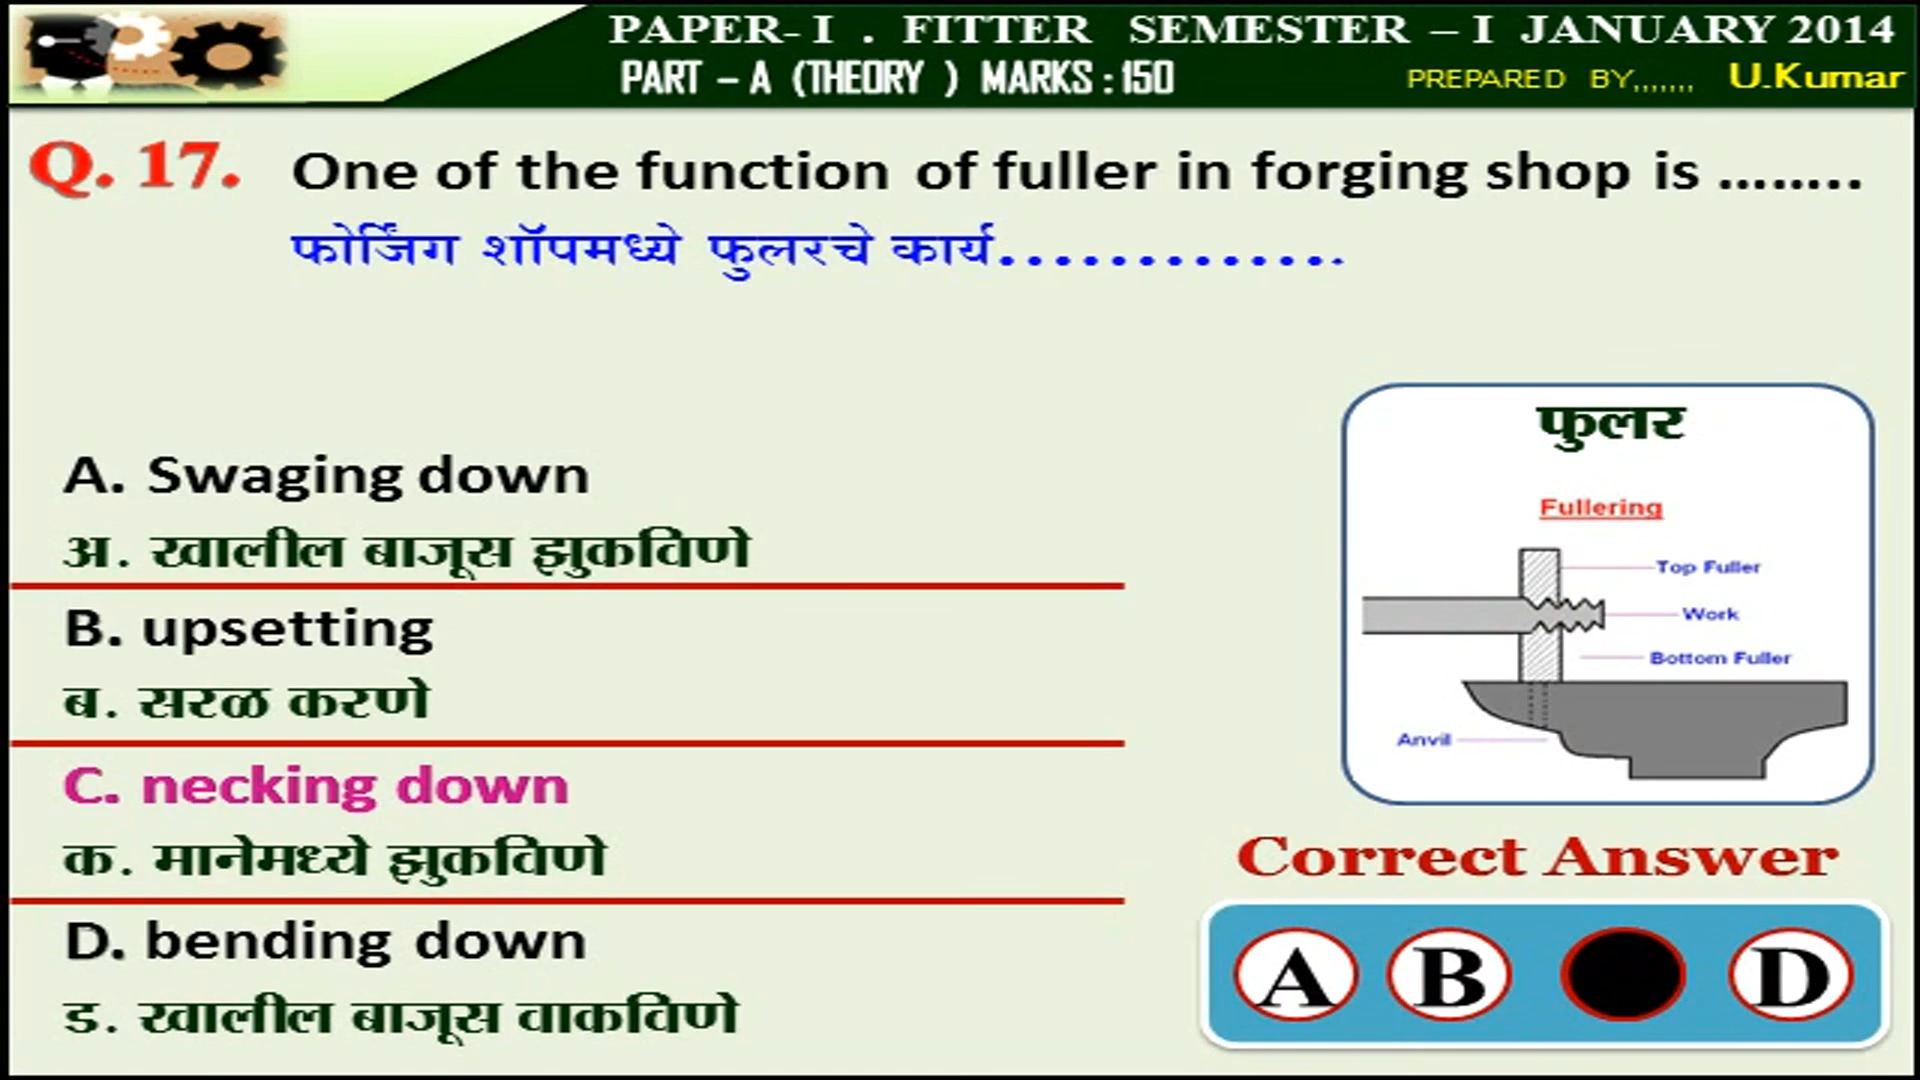 PAPER- I . FITTER SEMESTER – I JANUARY 2014
PART – A (THEORY ) MARKS : 150
PREPARED BY,,,,,,, U.Kumar
Q. 17. One of the function of fuller in forging shop is ........
फोर्जिंग शॉपमध्ये फुलरचे कार्य..............
A. Swaging down
अ. खालील बाजूस झुकविणे
B. upsetting
ब. सरळ करणे
C. necking down
क. मानेमध्ये झुकविणे
D. bending down
ड. खालील बाजूस वाकविणे
फुलर
Fullering
Top Fuller
Work
Bottom Fuller
Anvil
Correct Answer
A B D